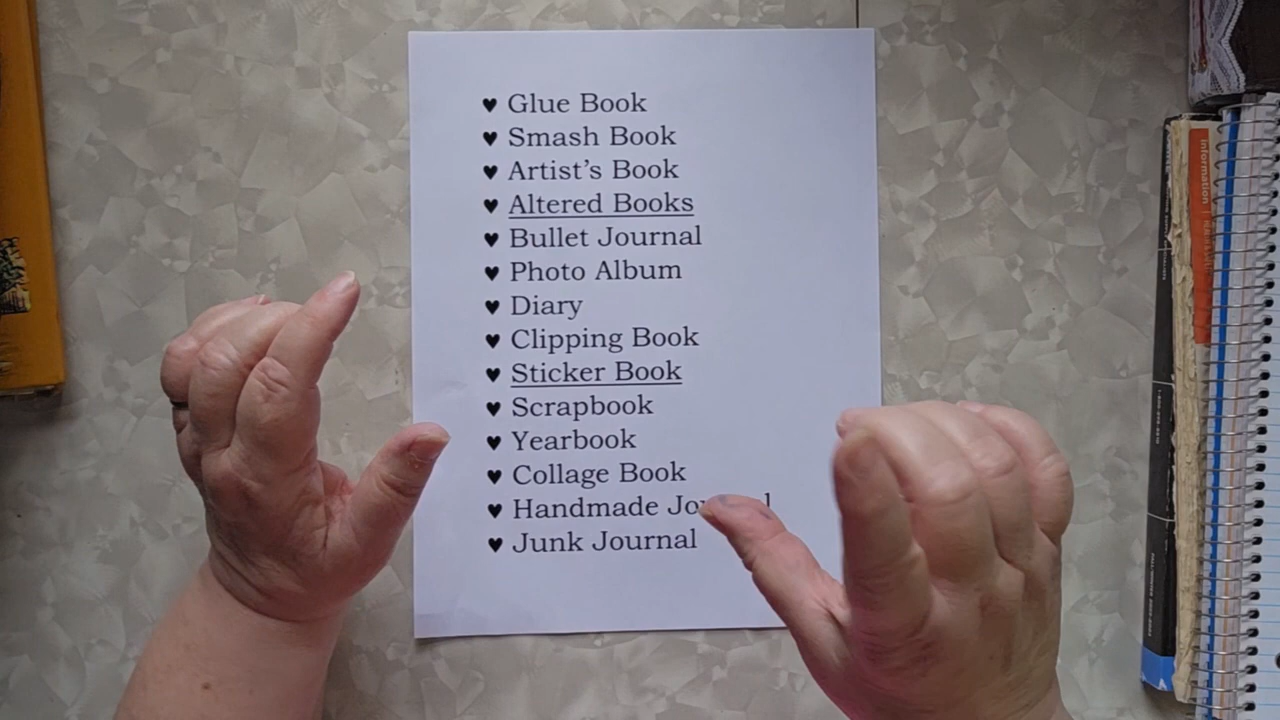 ♥ Glue Book
♥ Smash Book
♥ Artist’s Book
♥ Altered Books
♥ Bullet Journal
♥ Photo Album
♥ Diary
♥ Clipping Book
♥ Sticker Book
♥ Scrapbook
♥ Yearbook
♥ Collage Book
♥ Handmade
♥ Junk Journal
information